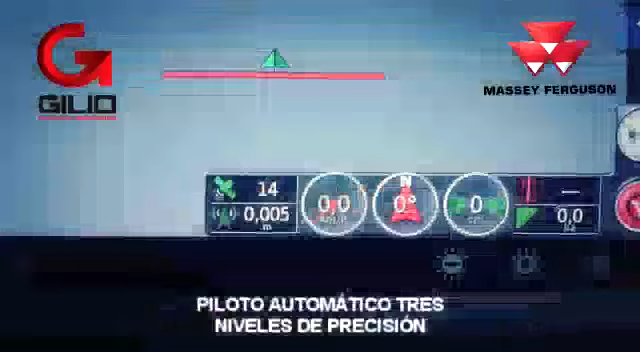 GILIO
MASSEY FERGUSON
14
0,005
m
0,0
N
0°
0
0,0
PILOTO AUTOMÁTICO TRES
NIVELES DE PRECISIÓN